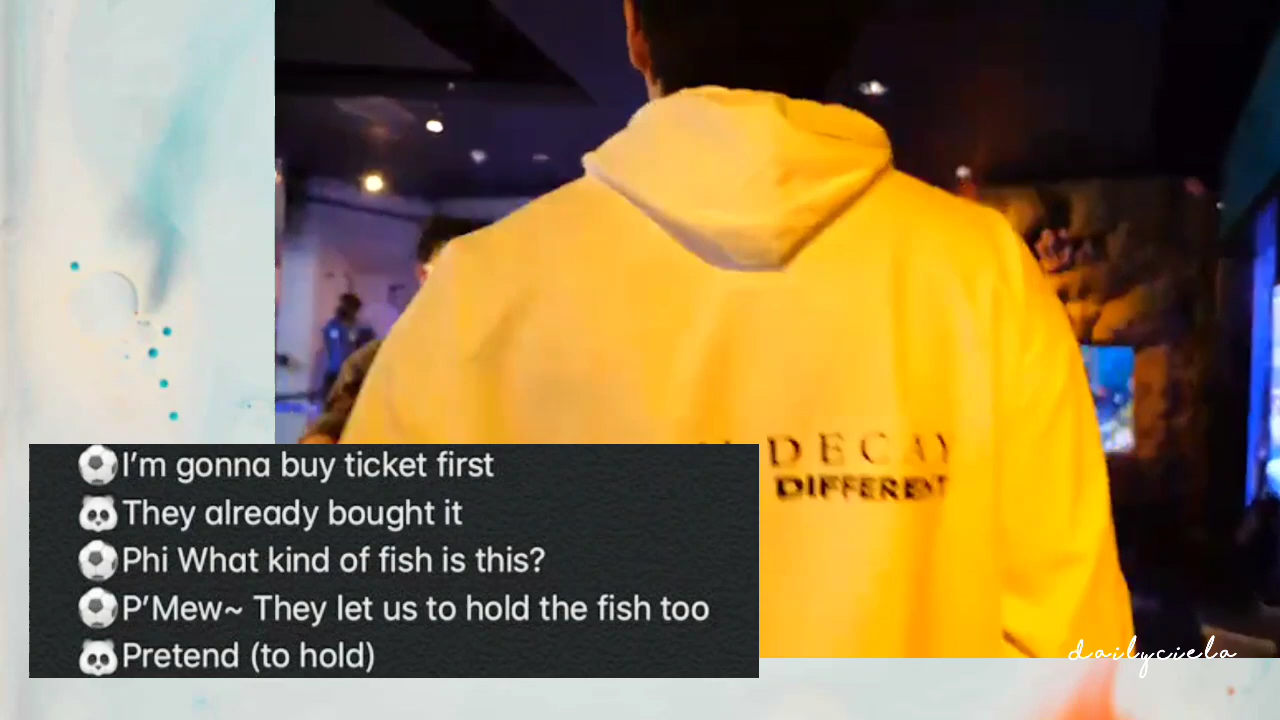 DECAY
DIFFERENT
I'm gonna buy ticket first
They already bought it
Phi What kind of fish is this?
P'Mew~ They let us to hold the fish too
Pretend (to hold)
dailyciela